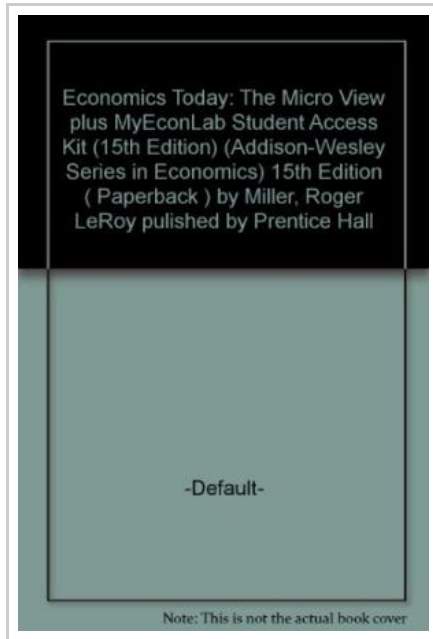 Economics Today: The Micro View
plus MyEconLab Student Access
Kit (15th Edition) (Addison-Wesley
Series in Economics) 15th Edition
( Paperback ) by Miller, Roger
LeRoy pulished by Prentice Hall
-Default-
Note: This is not the actual book cover